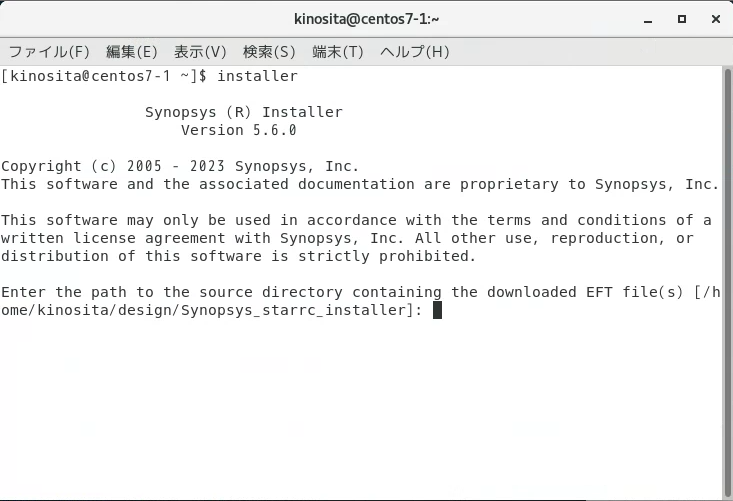 kinosita@centos7-1:~
ファイル(F) 編集(E) 表示(V) 検索(S) 端末(T) ヘルプ(H)
[kinosita@centos7-1 ~]$ installer
Synopsys (R) Installer
Version 5.6.0
Copyright (c) 2005 - 2023 Synopsys, Inc.
This software and the associated documentation are proprietary to Synopsys, Inc.
This software may only be used in accordance with the terms and conditions of a
written license agreement with Synopsys, Inc. All other use, reproduction, or
distribution of this software is strictly prohibited.
Enter the path to the source directory containing the downloaded EFT file(s) [/h
ome/kinosita/design/Synopsys_starrc_installer]: